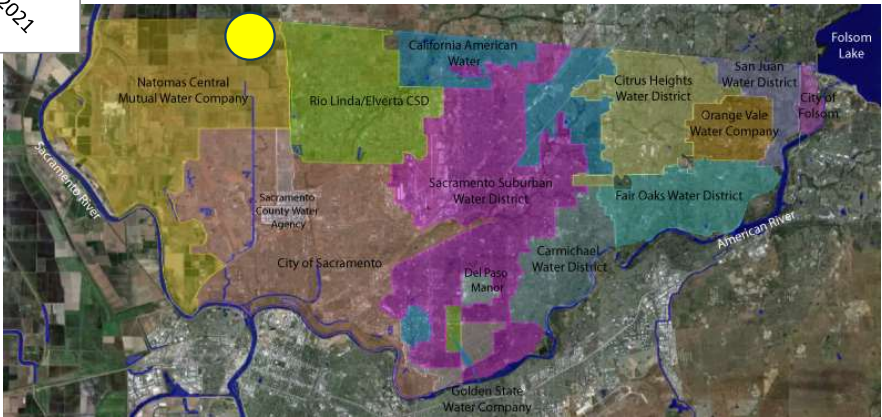 2021
Folsom
Lake
California American
Water
Natomas Central
Mutual Water Company
Rio Linda/Elverta CSD
Citrus Heights
Water District
San Juan
Water District
City of
Folsom
Orange Vale
Water Company
Sacramento River
Sacramento
County Water
Agency
Sacramento Suburban
Water District
Fair Oaks Water District
American River
City of Sacramento
Carmichael
Water District
Del Paso
Manor
Golden State
Water Company